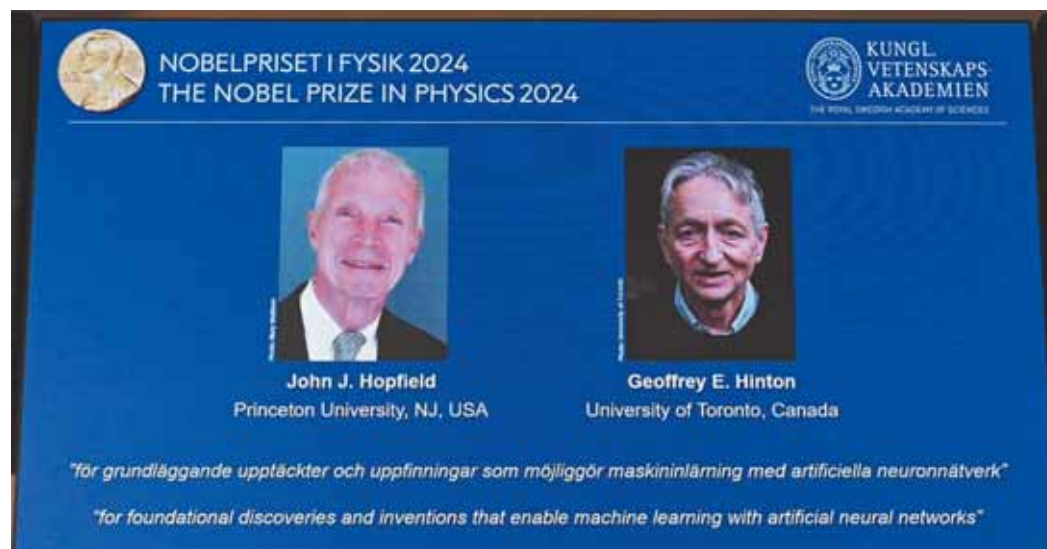 NOBELPRISET I FYSIK 2024
THE NOBEL PRIZE IN PHYSICS 2024
KUNGL.
VETENSKAPS
AKADEMIEN
THE ROYAL SWEDISH ACADEMY OF SCIENCES
John J. Hopfield
Princeton University, NJ, USA
Geoffrey E. Hinton
University of Toronto, Canada
"för grundläggande upptäckter och uppfinningar som möjliggör maskininlärning med artificiella neuronnätverk"
"for foundational discoveries and inventions that enable machine learning with artificial neural networks"